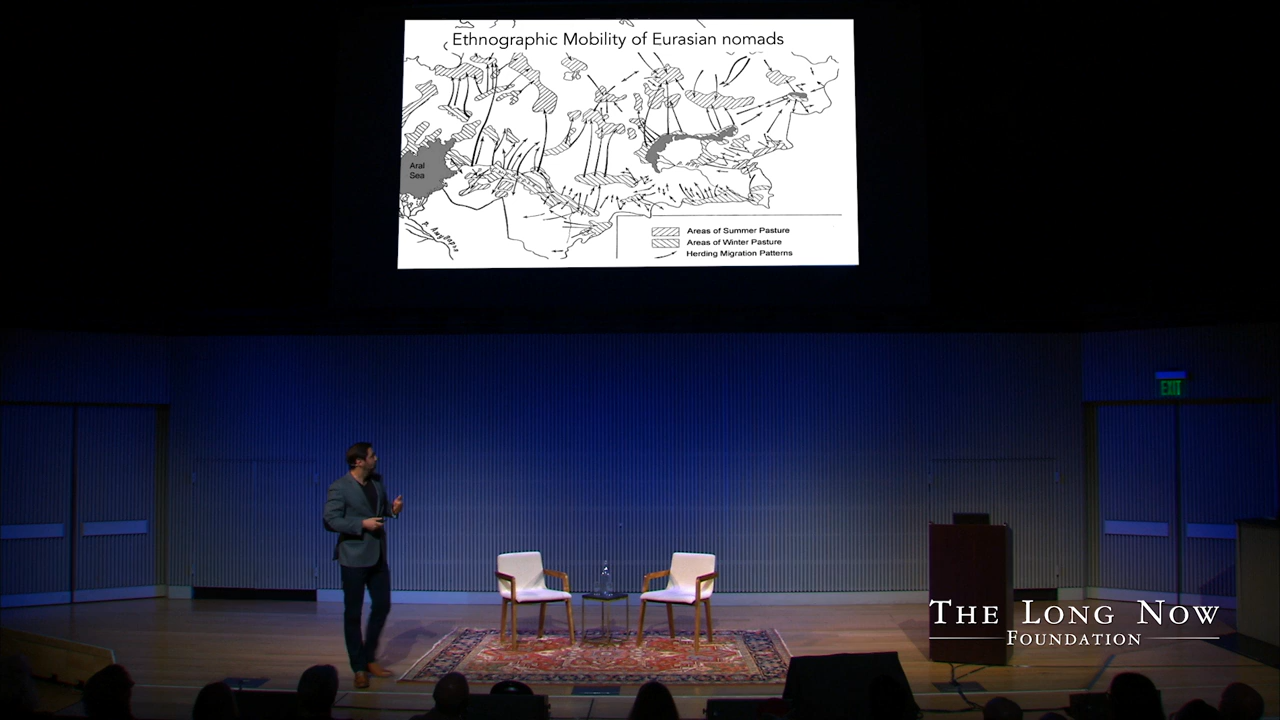 Ethnographic Mobility of Eurasian nomads
Aral
Sea
Areas of Summer Pasture
Areas of Winter Pasture
Herding Migration Patterns
EXIT
THE LONG NOW
FOUNDATION